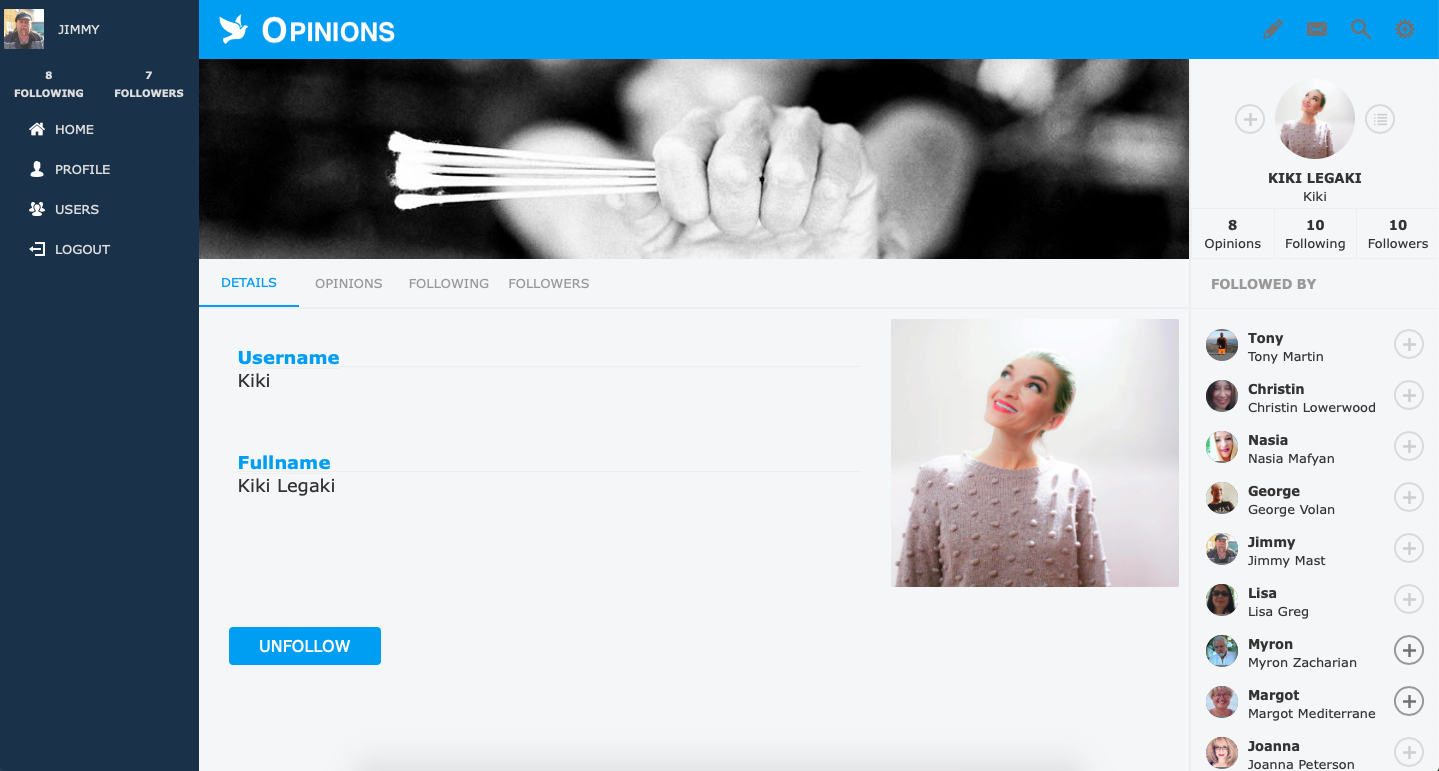 JIMMY
8 7
FOLLOWING FOLLOWERS
HOME
PROFILE
USERS
LOGOUT
OPINIONS
DETAILS OPINIONS FOLLOWING FOLLOWERS
Username
Kiki
Fullname
Kiki Legaki
UNFOLLOW
KIKI LEGAKI
Kiki
8 10 10
Opinions Following Followers
FOLLOWED BY
Tony
Tony Martin
Christin
Christin Lowerwood
Nasia
Nasia Mafyan
George
George Volan
Jimmy
Jimmy Mast
Lisa
Lisa Greg
Myron
Myron Zacharian
Margot
Margot Mediterrane
Joanna
Joanna Peterson